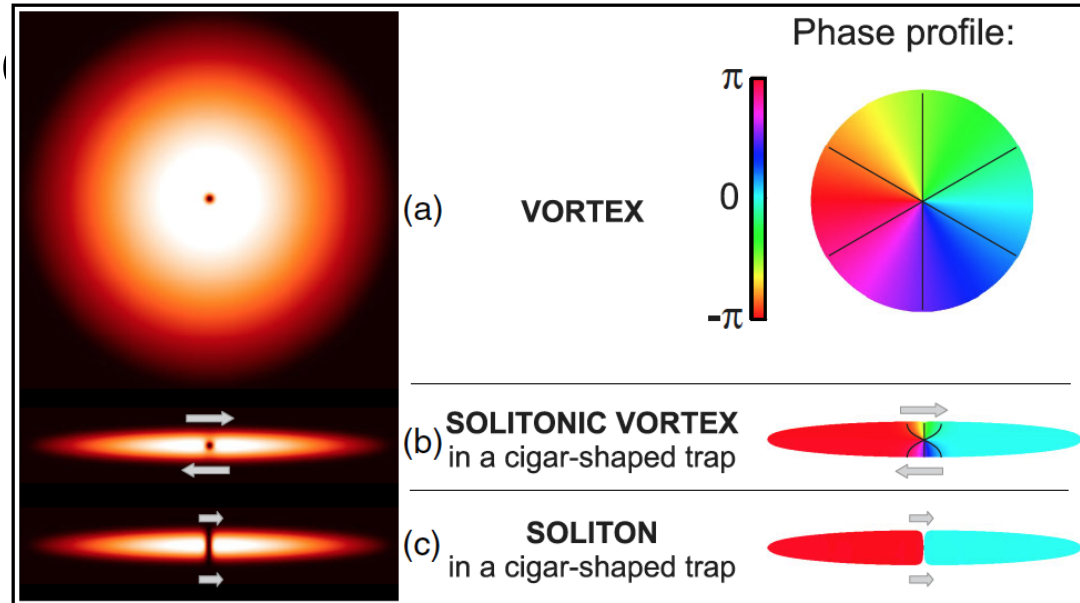 Phase profile:
π
0
-π
(a)
VORTEX
(b)
SOLITONIC VORTEX
in a cigar-shaped trap
(c)
SOLITON
in a cigar-shaped trap